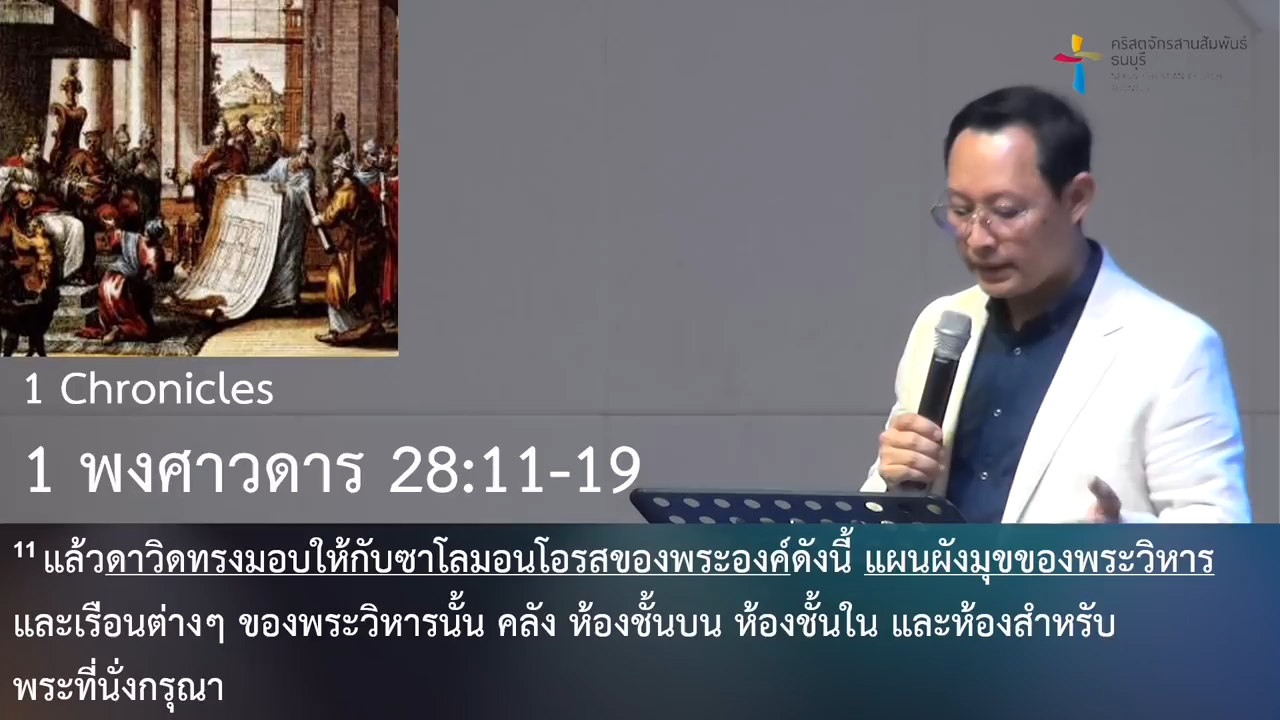 คริสตจักรสานสัมพันธ์
ธนบุรี
1 Chronicles
1 พงศาวดาร 28:11-19
11 แล้วดาวิดทรงมอบให้กับซาโลมอนโอรสของพระองค์ดังนี้ แผนผังมุขของพระวิหาร
และเรือนต่างๆ ของพระวิหารนั้น คลัง ห้องชั้นบน ห้องชั้นใน และห้องสำหรับ
พระที่นั่งกรุณา